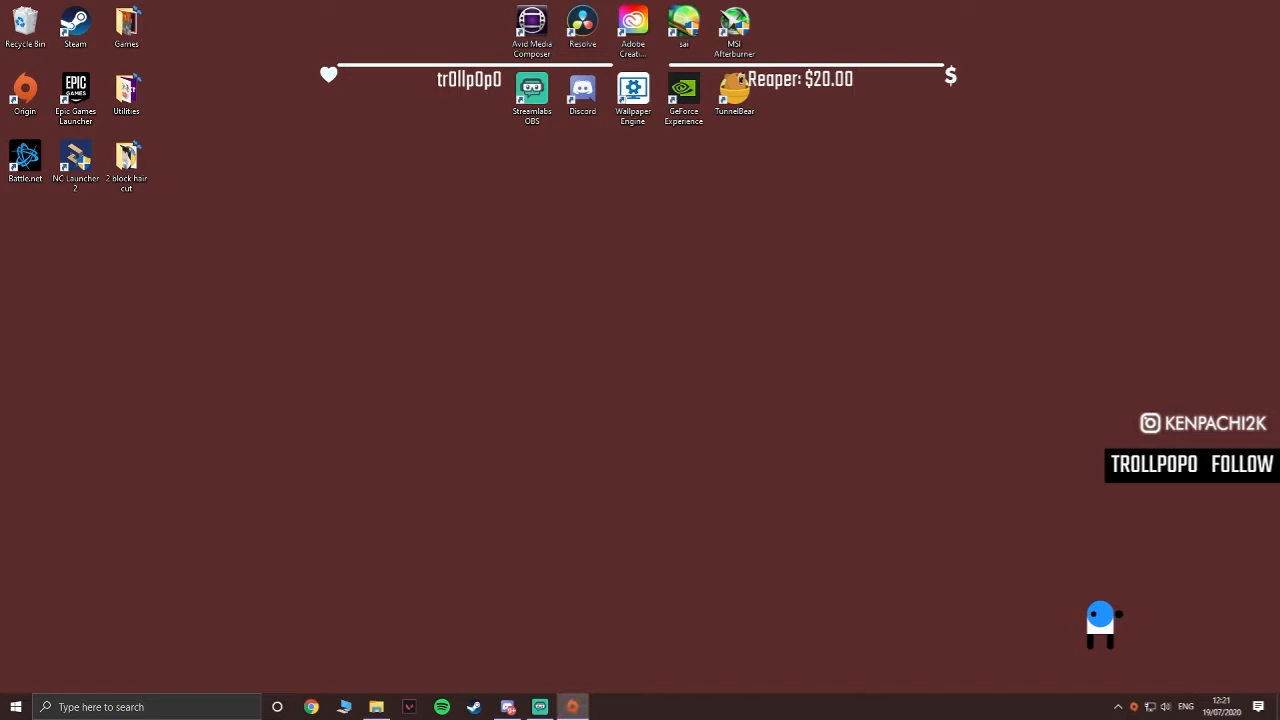 Recycle Bin
Steam
Games
Avid Media
Composer
Resolve
Adobe
Creati...
sai
MSI
Afterburner
tr0llp0p0
Reaper: $20.00
$
Origin
EPIC
GAMES
Epic Games
Launcher
Utilities
Streamlabs
OBS
Discord
Wallpaper
Engine
GeForce
Experience
TunnelBear
Battle.net
NC Launcher
2
2 block hair
cut
KENPACHI2K
TROLLPOPO FOLLOW
Type here to search
ENG
12:21
19/07/2020